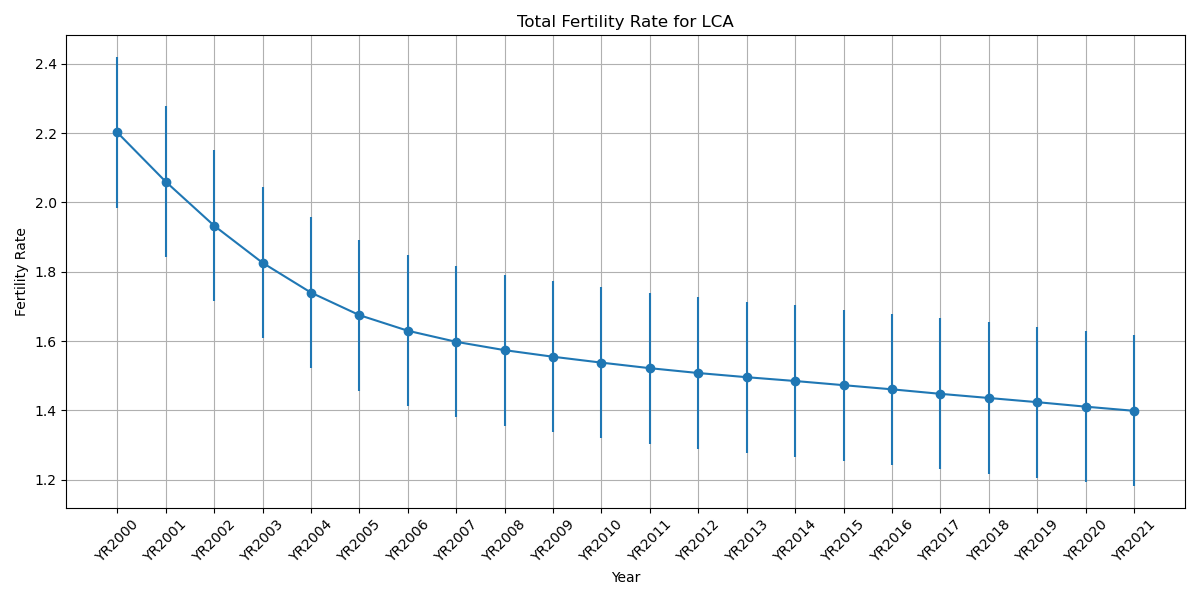 Total Fertility Rate for LCA
Fertility Rate
2.4
2.2
2.0
1.8
1.6
1.4
1.2
YR2000
YR2001
YR2002
YR2003
YR2004
YR2005
YR2006
YR2007
YR2008
YR2009
YR2010
YR2011
YR2012
YR2013
YR2014
YR2015
YR2016
YR2017
YR2018
YR2019
YR2020
YR2021
Year